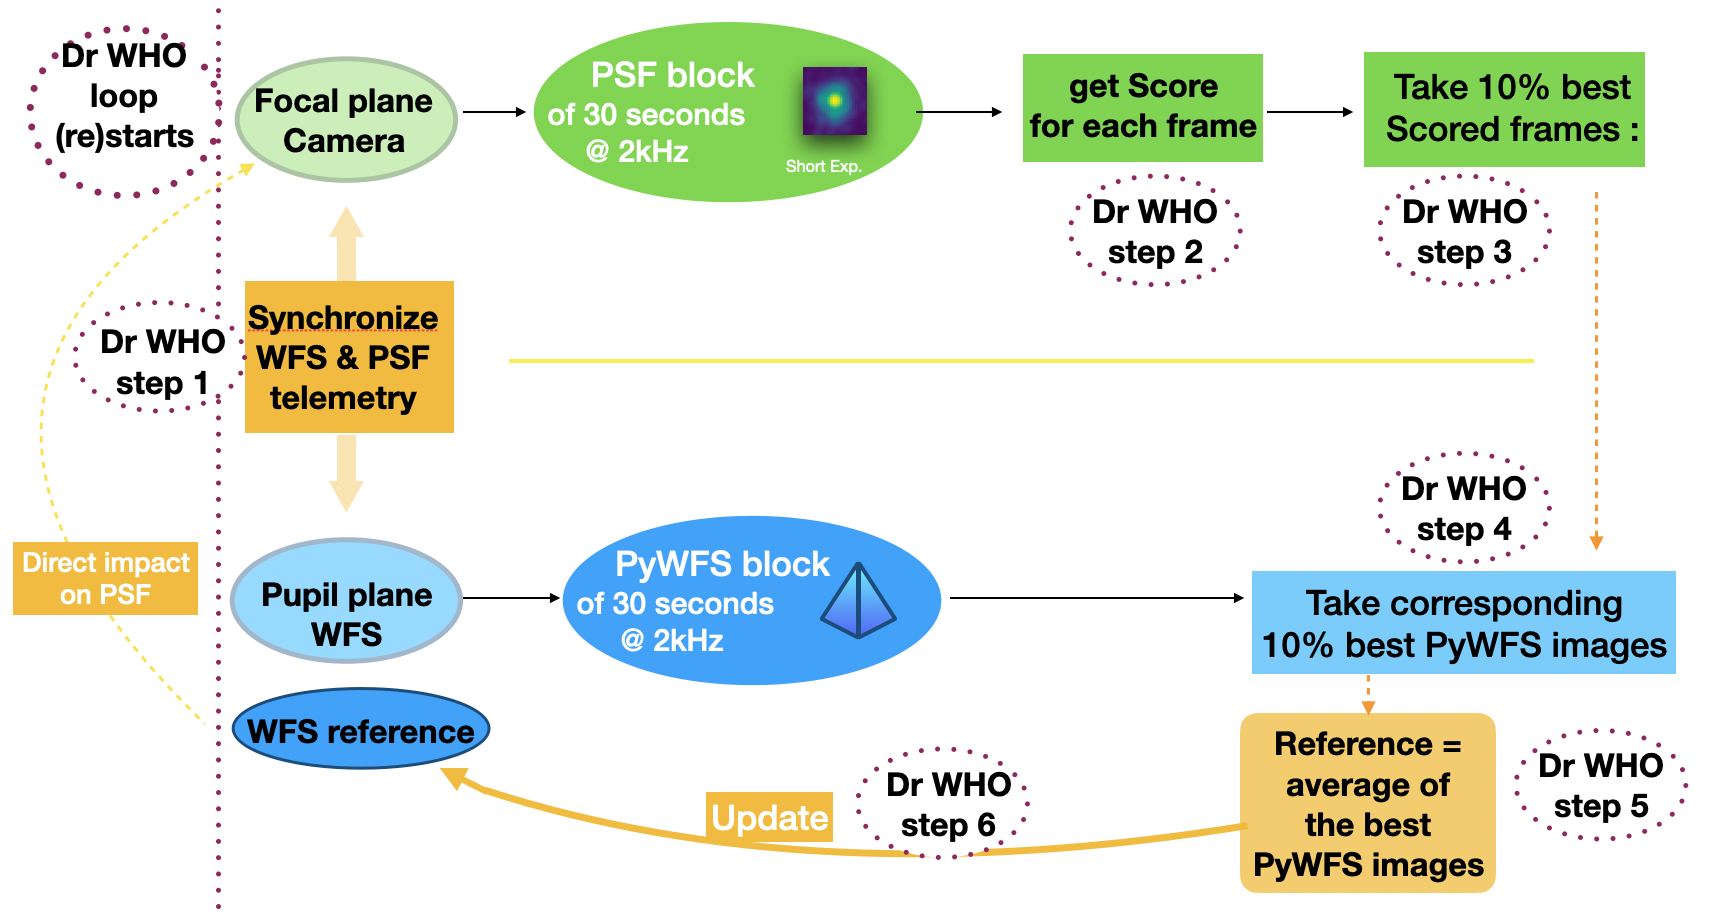 Dr WHO
loop
(re)starts
Focal plane
Camera
PSF block
of 30 seconds
@ 2kHz
Short Exp.
get Score
for each frame
Take 10% best
Scored frames :
Dr WHO
step 2
Dr WHO
step 3
Dr WHO
step 1
Synchronize
WFS & PSF
telemetry
Dr WHO
step 4
Direct impact
on PSF
Pupil plane
WFS
PyWFS block
of 30 seconds
@ 2kHz
Take corresponding
10% best PyWFS images
WFS reference
Update
Dr WHO
step 6
Reference =
average of
the best
PyWFS images
Dr WHO
step 5